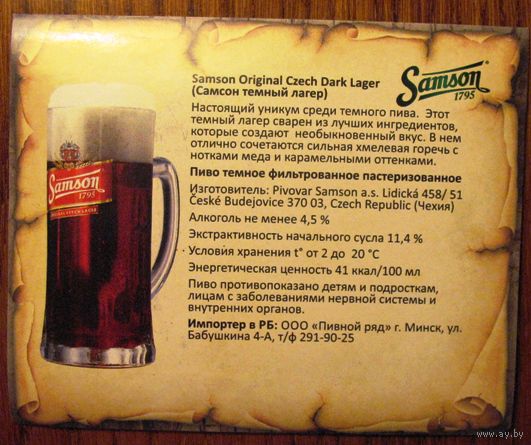 Samson Original Czech Dark Lager
(Самсон темный лагер)
Samson
1795
Настоящий уникум среди темного пива. Этот
темный лагер сварен из лучших ингредиентов,
которые создают необыкновенный вкус. В нем
отлично сочетаются сильная хмелевая горечь с
нотками меда и карамельными оттенками.
Пиво темное фильтрованное пастеризованное
Изготовитель: Pivovar Samson a.s. Lidická 458/ 51
České Budejovice 370 03, Czech Republic (Чехия)
Алкоголь не менее 4,5 %
Экстрактивность начального сусла 11,4 %
Условия хранения t° от 2 до 20 °C
Энергетическая ценность 41 ккал/100 мл
Пиво противопоказано детям и подросткам,
лицам с заболеваниями нервной системы и
внутренних органов.
Импортер в РБ: ООО «Пивной ряд» г. Минск, ул.
Бабушкина 4-А, т/ф 291-90-25
Samson
1795
ORIGINAL CZECH LAGER
www.ay.by